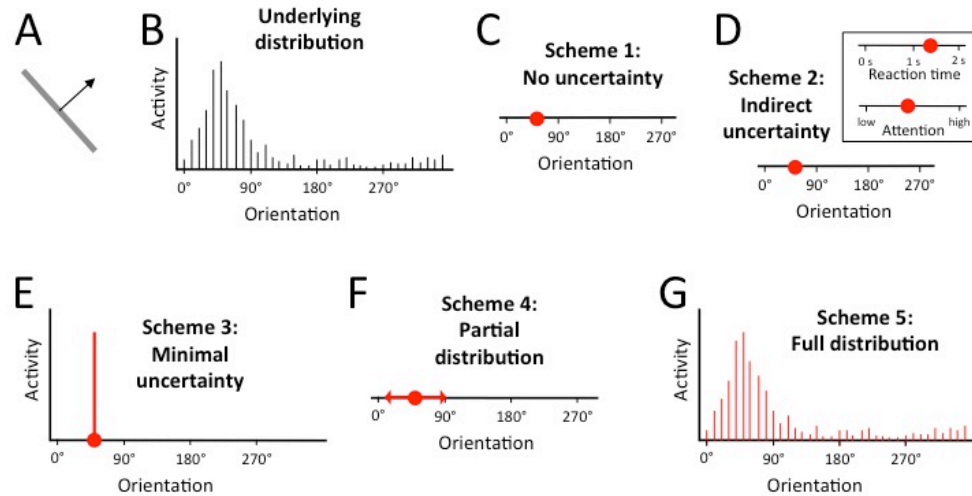 A
B
Underlying
distribution
Activity
0°
90°
180°
270°
Orientation
C
Scheme 1:
No uncertainty
0°
90°
180°
270°
Orientation
D
Scheme 2:
Indirect
uncertainty
0 s
1 s
2 s
Reaction time
low
high
Attention
0°
90°
180°
270°
Orientation
E
Scheme 3:
Minimal
uncertainty
Activity
0°
90°
180°
270°
Orientation
F
Scheme 4:
Partial
distribution
0°
90°
180°
270°
Orientation
G
Scheme 5:
Full distribution
Activity
0°
90°
180°
270°
Orientation